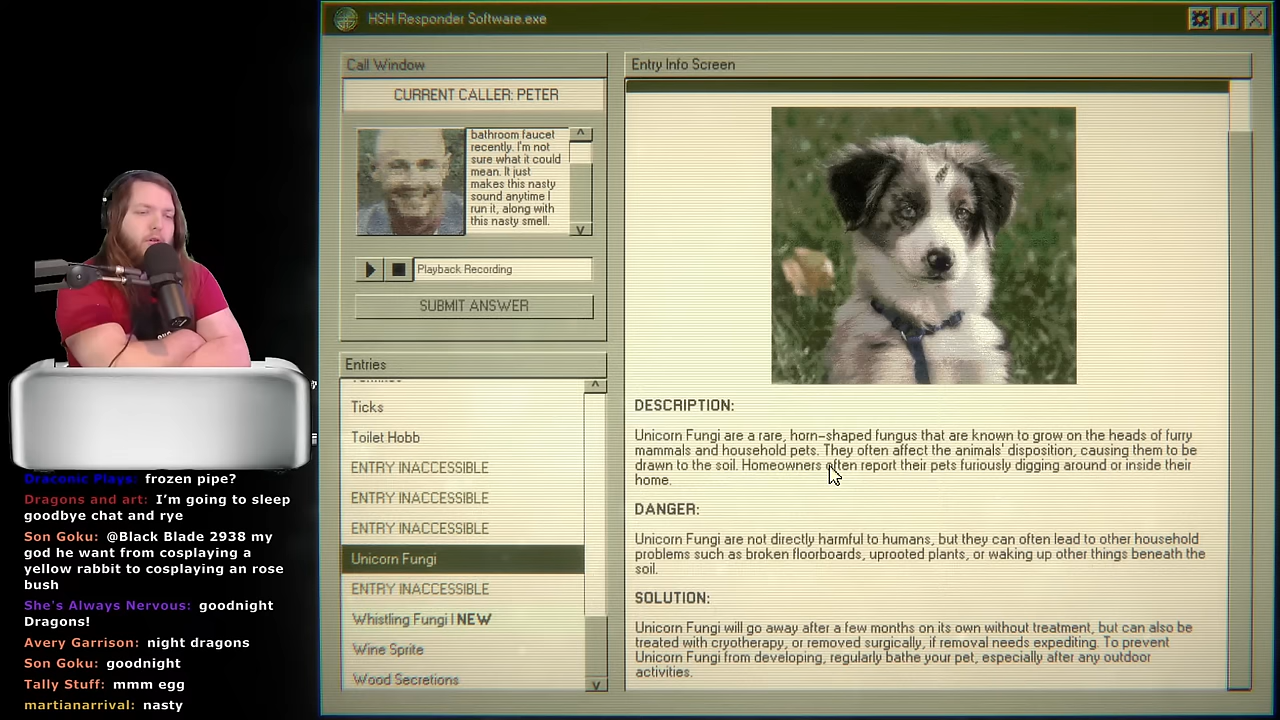 HSH Responder Software.exe
Call Window
CURRENT CALLER: PETER
bathroom faucet
recently. I'm not
sure what it could
mean. It just
makes this nasty
sound anytime I
run it, along with
this nasty smell.
Playback Recording
SUBMIT ANSWER
Entries
Ticks
Toilet Hobb
ENTRY INACCESSIBLE
ENTRY INACCESSIBLE
ENTRY INACCESSIBLE
Unicorn Fungi
ENTRY INACCESSIBLE
Whistling Fungi | NEW
Wine Sprite
Wood Secretions
Entry Info Screen
DESCRIPTION:
Unicorn Fungi are a rare, horn-shaped fungus that are known to grow on the heads of furry
mammals and household pets. They often affect the animals' disposition, causing them to be
drawn to the soil. Homeowners often report their pets furiously digging around or inside their
home.
DANGER:
Unicorn Fungi are not directly harmful to humans, but they can often lead to other household
problems such as broken floorboards, uprooted plants, or waking up other things beneath the
soil.
SOLUTION:
Unicorn Fungi will go away after a few months on its own without treatment, but can also be
treated with cryotherapy, or removed surgically, if removal needs expediting. To prevent
Unicorn Fungi from developing, regularly bathe your pet, especially after any outdoor
activities.
Draconic Plays: frozen pipe?
Dragons and art: I'm going to sleep
goodbye chat and rye
Son Goku: @Black Blade 2938 my
god he want from cosplaying a
yellow rabbit to cosplaying an rose
bush
She's Always Nervous: goodnight
Dragons!
Avery Garrison: night dragons
Son Goku: goodnight
Tally Stuff: mmm egg
martianarrival: nasty